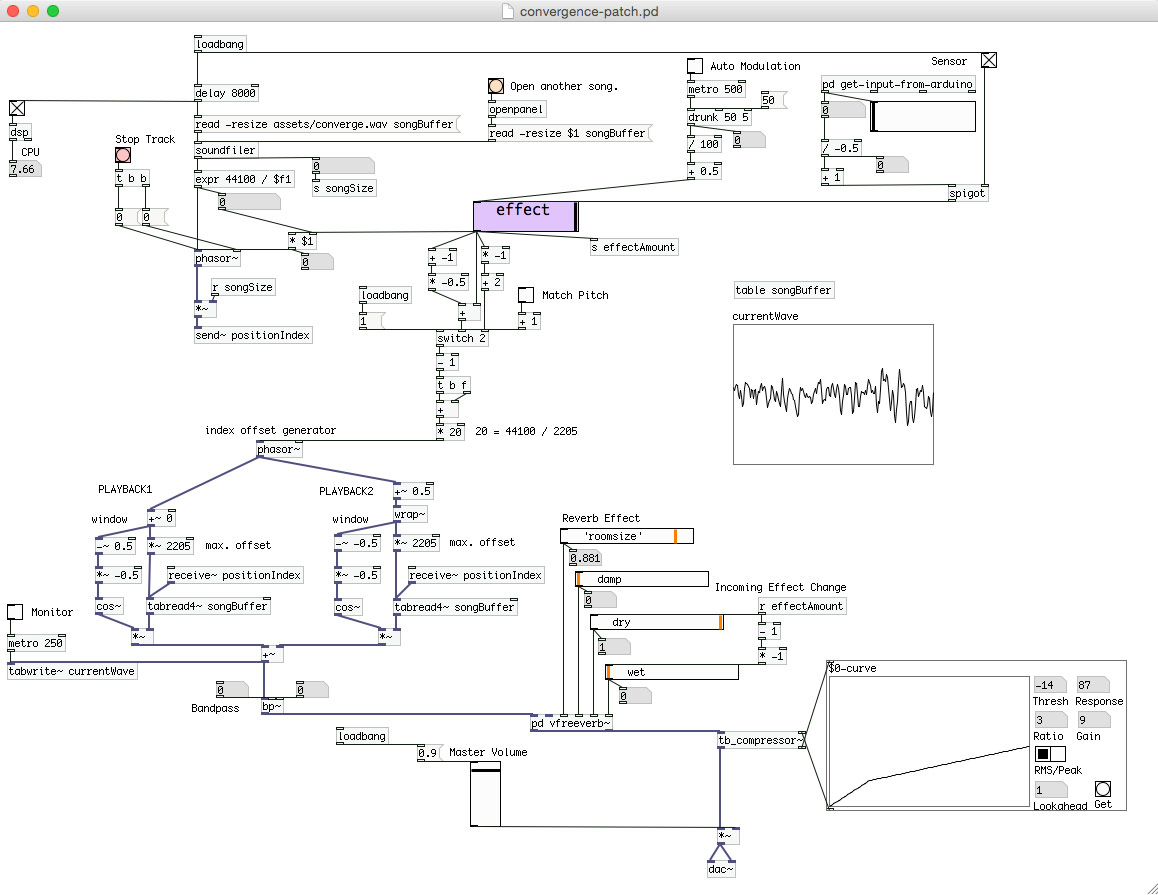 convergence-patch.pd
loadbang
Sensor
Auto Modulation
Open another song.
metro 500
pd get-input-from-arduino
delay 8000
50
openpanel
0
drunk 50 5
read -resize assets/converge.wav songBuffer
read -resize $1 songBuffer
dsp
Stop Track
/ 100
0
/ -0.5
CPU
soundfiler
7.66
0
0
+ 0.5
+ 1
t b b
expr 44100 / $f1
s songSize
spigot
0
effect
0
0
* $1
s effectAmount
phasor~
0
+ -1
* -1
* -0.5
+ 2
r songSize
table songBuffer
loadbang
Match Pitch
*~
+
currentWave
1
+ 1
send~ positionIndex
switch 2
- 1
t b f
+
index offset generator
* 20
20 = 44100 / 2205
phasor~
PLAYBACK1
PLAYBACK2
+~ 0.5
window
+~ 0
window
wrap~
Reverb Effect
'roomsize'
-~ 0.5
*~ 2205
max. offset
-~ -0.5
*~ 2205
max. offset
0.881
*~ -0.5
receive~ positionIndex
*~ -0.5
receive~ positionIndex
damp
Incoming Effect Change
0
cos~
tabread4~ songBuffer
cos~
tabread4~ songBuffer
r effectAmount
Monitor
dry
*~
*~
- 1
metro 250
1
+~
* -1
tabwrite~ currentWave
wet
$0-curve
0
0
0
-14
87
Bandpass
bp~
Thresh
Response
pd vfreeverb~
3
9
loadbang
tb_compressor~
Ratio
Gain
0.9
Master Volume
RMS/Peak
1
Lookahead
Get
*~
dac~